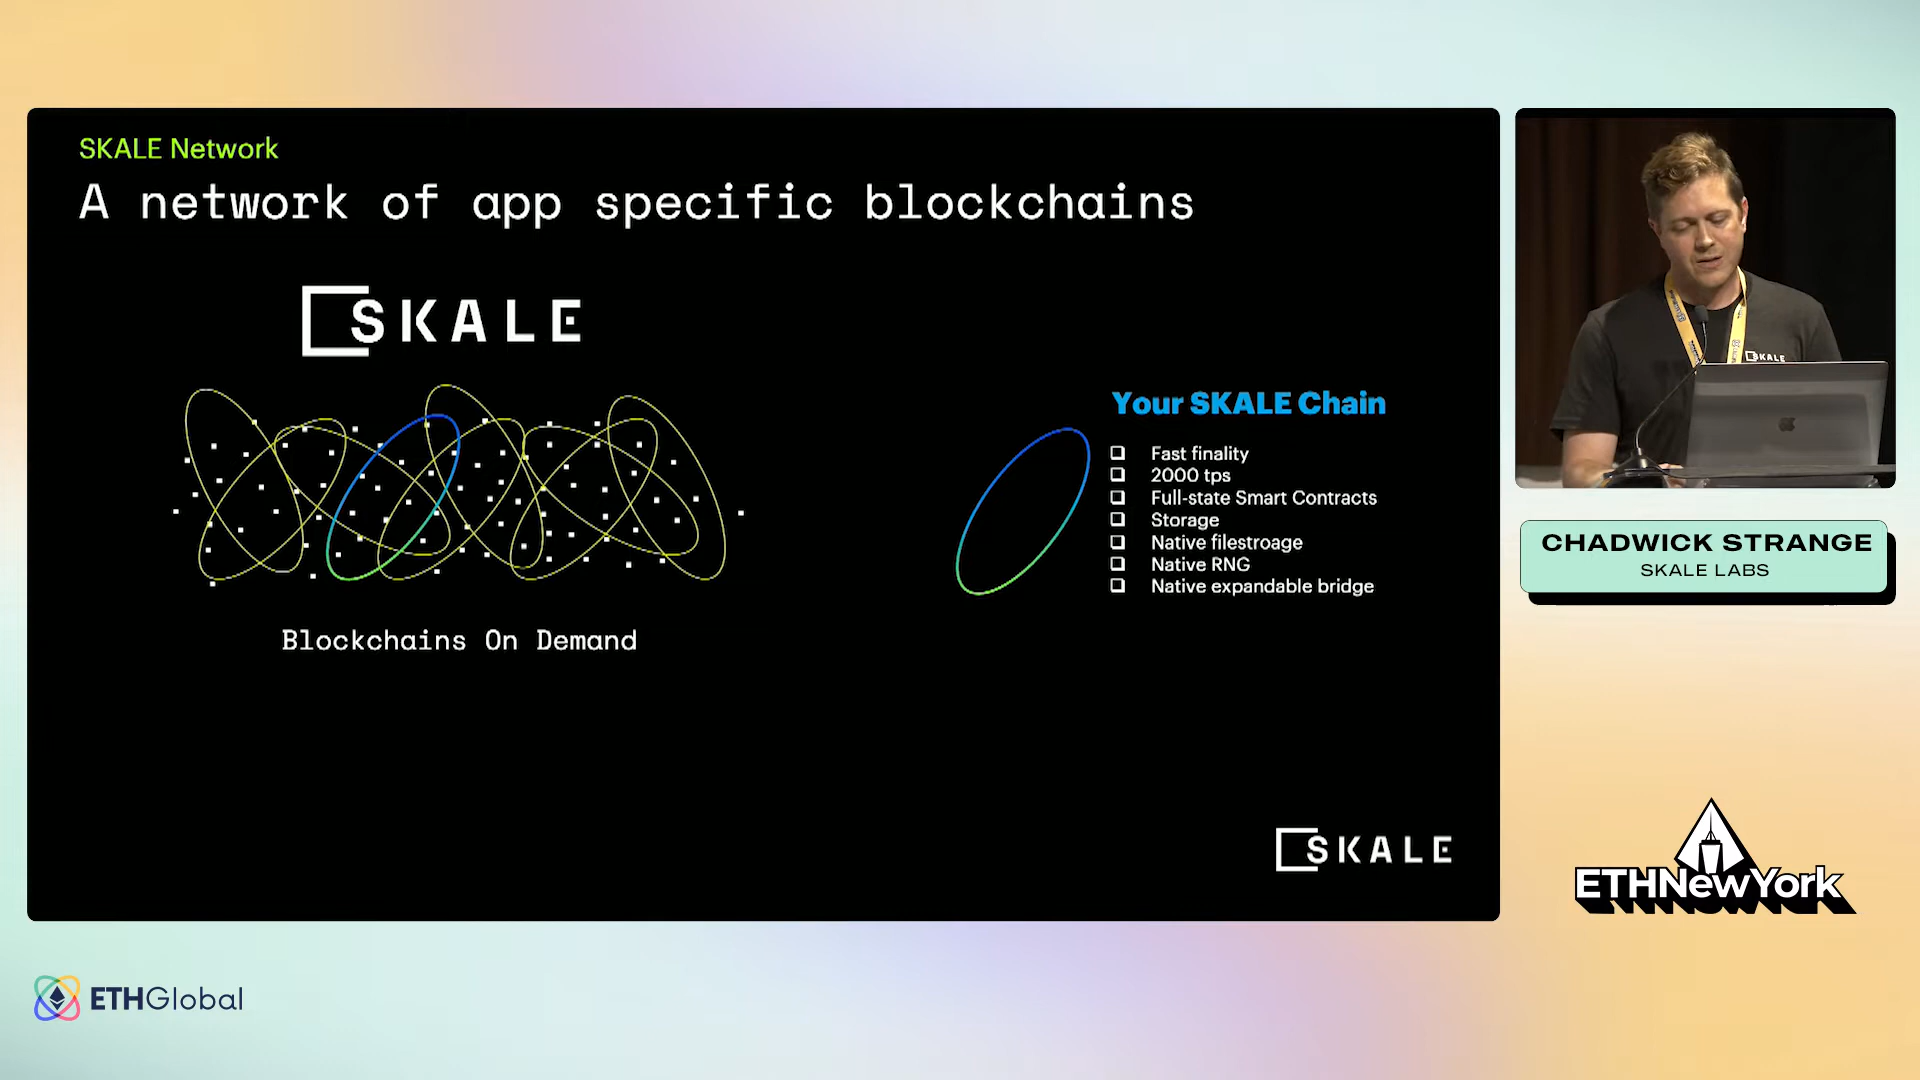 SKALE Network
A network of app specific blockchains
SKALE
Blockchains On Demand
Your SKALE Chain
Fast finality
2000 tps
Full-state Smart Contracts
Storage
Native filestroage
Native RNG
Native expandable bridge
SKALE
SKALE
CHADWICK STRANGE
SKALE LABS
ETHNewYork
ETHGlobal